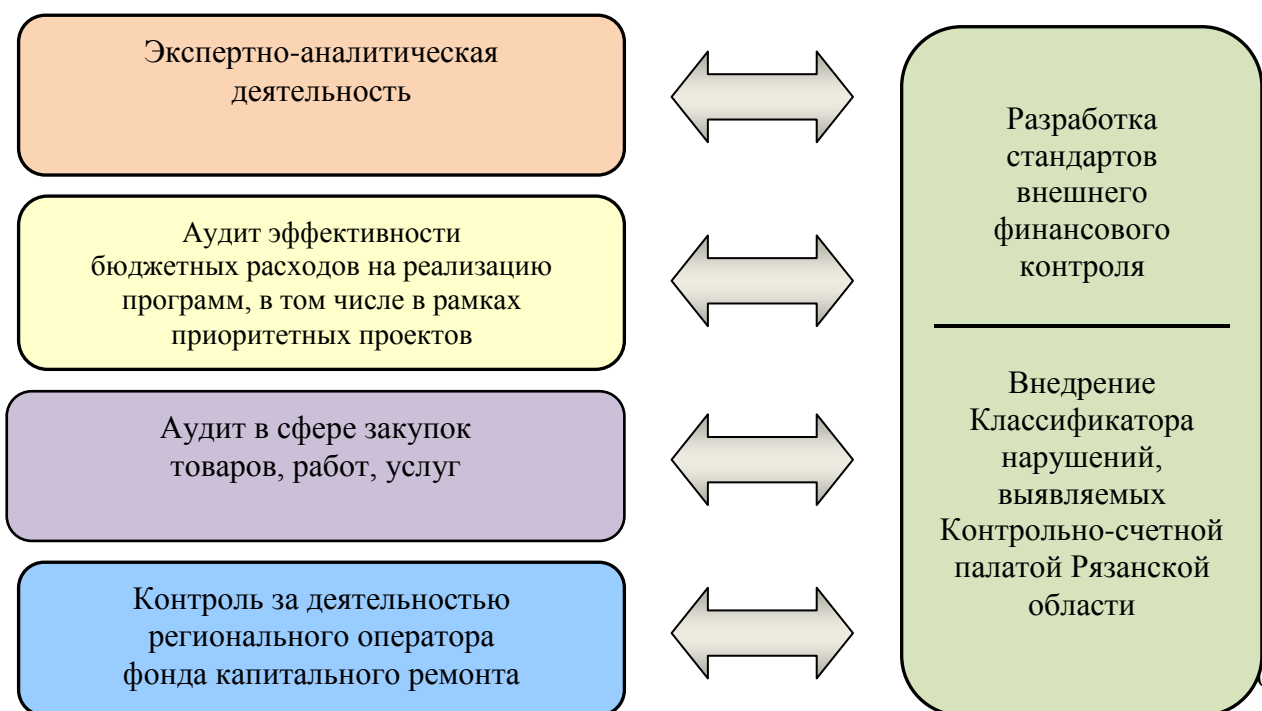 Экспертно-аналитическая
деятельность
Аудит эффективности
бюджетных расходов на реализацию
программ, в том числе в рамках
приоритетных проектов
Аудит в сфере закупок
товаров, работ, услуг
Контроль за деятельностью
регионального оператора
фонда капитального ремонта
Разработка
стандартов
внешнего
финансового
контроля
Внедрение
Классификатора
нарушений,
выявляемых
Контрольно-счетной
палатой Рязанской
области